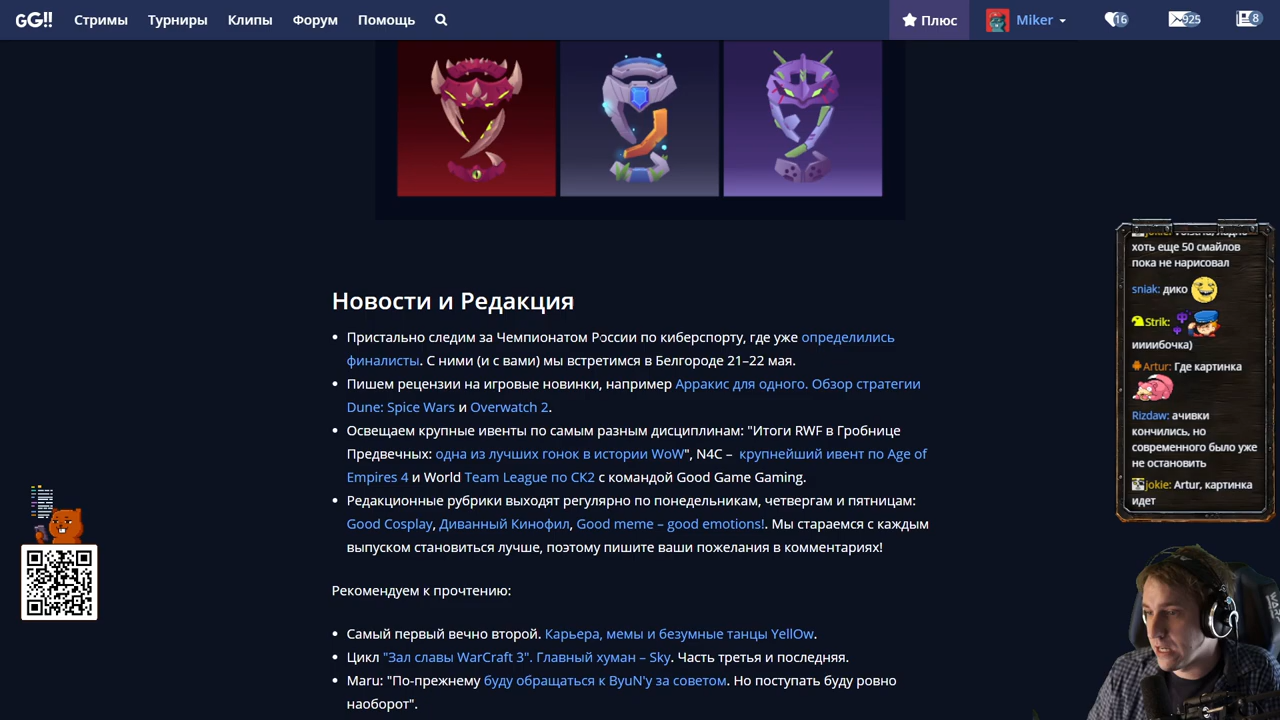 GG!! Стримы Турниры Клипы Форум Помощь Плюс Miker 16 925 8
Новости и Редакция
Пристально следим за Чемпионатом России по киберспорту, где уже определились
финалисты. С ними (и с вами) мы встретимся в Белгороде 21–22 мая.
Пишем рецензии на игровые новинки, например Арракис для одного. Обзор стратегии
Dune: Spice Wars и Overwatch 2.
Освещаем крупные ивенты по самым разным дисциплинам: "Итоги RWF в Гробнице
Предвечных: одна из лучших гонок в истории WoW", N4C – крупнейший ивент по Age of
Empires 4 и World Team League по СК2 с командой Good Game Gaming.
Редакционные рубрики выходят регулярно по понедельникам, четвергам и пятницам:
Good Cosplay, Диванный Кинофил, Good meme – good emotions!. Мы стараемся с каждым
выпуском становиться лучше, поэтому пишите ваши пожелания в комментариях!
Рекомендуем к прочтению:
Самый первый вечно второй. Карьера, мемы и безумные танцы YellOw.
Цикл "Зал славы WarCraft 3". Главный хуман – Sky. Часть третья и последняя.
Maru: "По-прежнему буду обращаться к ByuN'у за советом. Но поступать буду ровно
наоборот".
хоть еще 50 смайлов
пока не нарисовал
sniak: дико
Strik:
ииииbочка)
Artur: Где картинка
Rizdaw: ачивки
кончились, но
современного было уже
не остановить
Jokie: Artur, картинка
идет